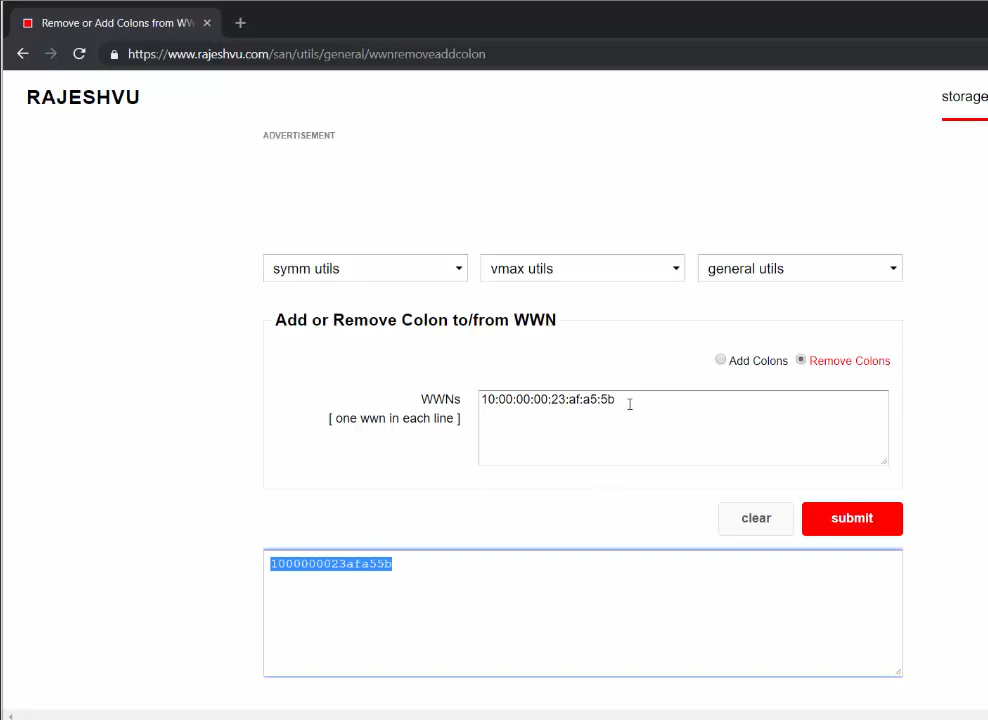 Remove or Add Colons from WW
https://www.rajeshvu.com/san/utils/general/wwnremoveaddcolon
RAJESHVU
storage
ADVERTISEMENT
symm utils
vmax utils
general utils
Add or Remove Colon to/from WWN
Add Colons
Remove Colons
WWNs
10:00:00:00:23:af:a5:5b
[ one wwn in each line ]
clear
submit
1000000023afa55b